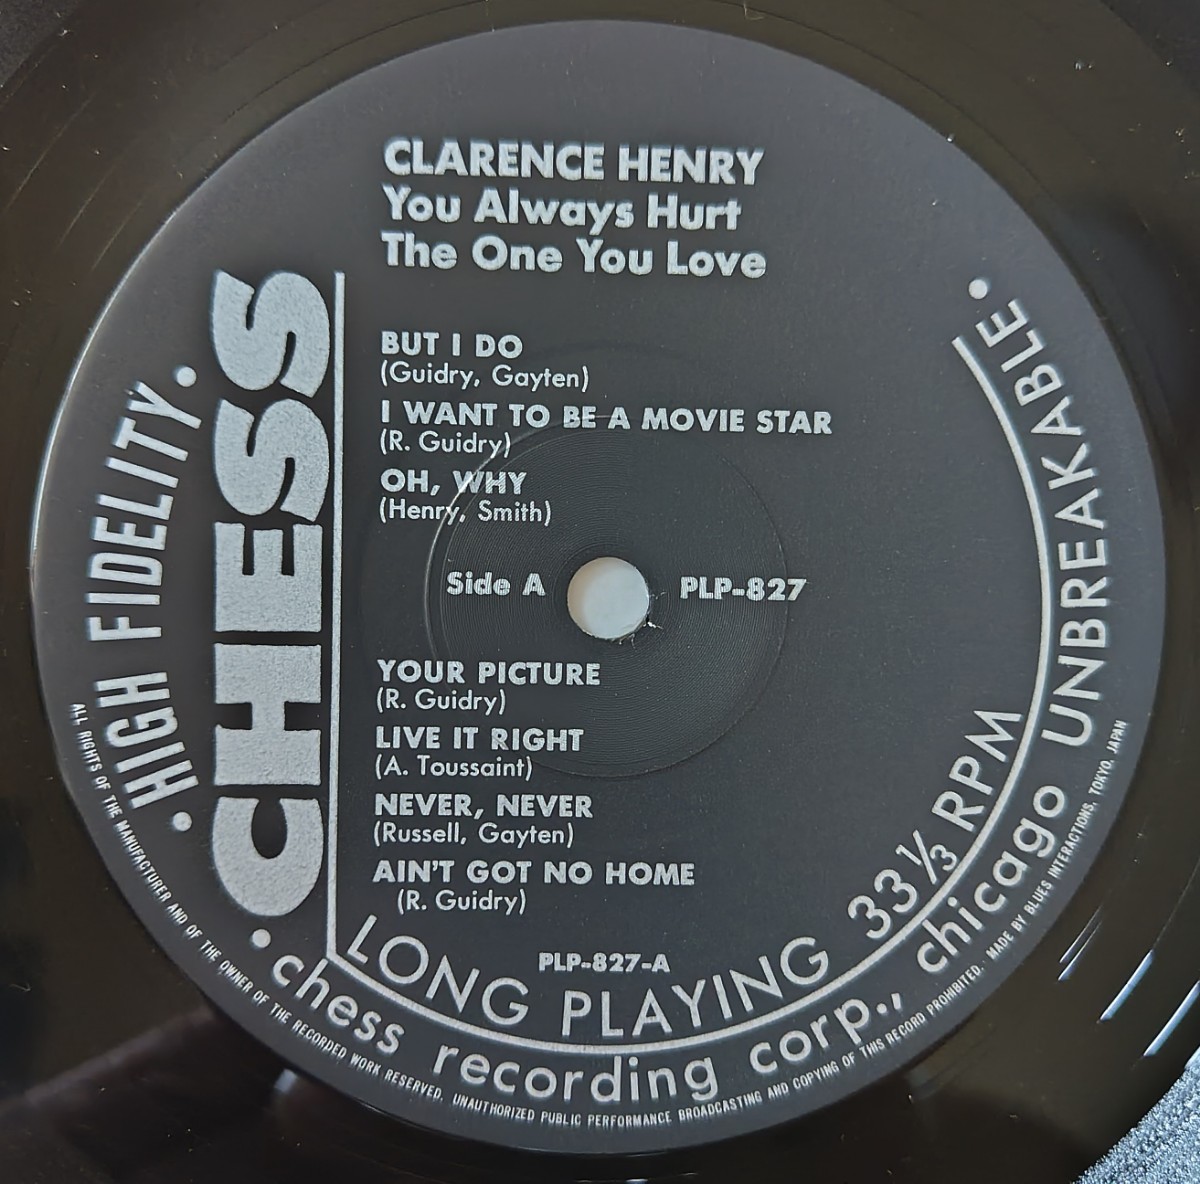 CLARENCE HENRY
You Always Hurt
The One You Love
BUT I DO
(Guidry, Gayten)
I WANT TO BE A MOVIE STAR
(R. Guidry)
OH, WHY
(Henry, Smith)
Side A
PLP-827
YOUR PICTURE
(R. Guidry)
LIVE IT RIGHT
(A. Toussaint)
NEVER, NEVER
(Russell, Gayten)
AIN'T GOT NO HOME
(R. Guidry)
PLP-827-A
CHESS
• HIGH FIDELITY •
LONG PLAYING 33⅓ RPM
• chess recording corp., chicago UNBREAKABLE. •
ALL RIGHTS OF THE MANUFACTURER AND OF THE OWNER OF THE RECORDED WORK RESERVED. UNAUTHORIZED PUBLIC PERFORMANCE BROADCASTING AND COPYING OF THIS RECORD PROHIBITED. MADE BY BLUES INTERACTIONS, TOKYO, JAPAN